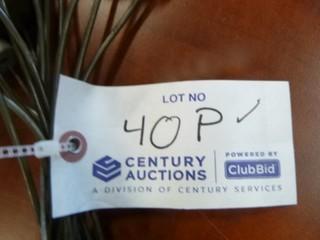 LOT NO
40P ✓
CENTURY AUCTIONS
POWERED BY
ClubBid
A DIVISION OF CENTURY SERVICES